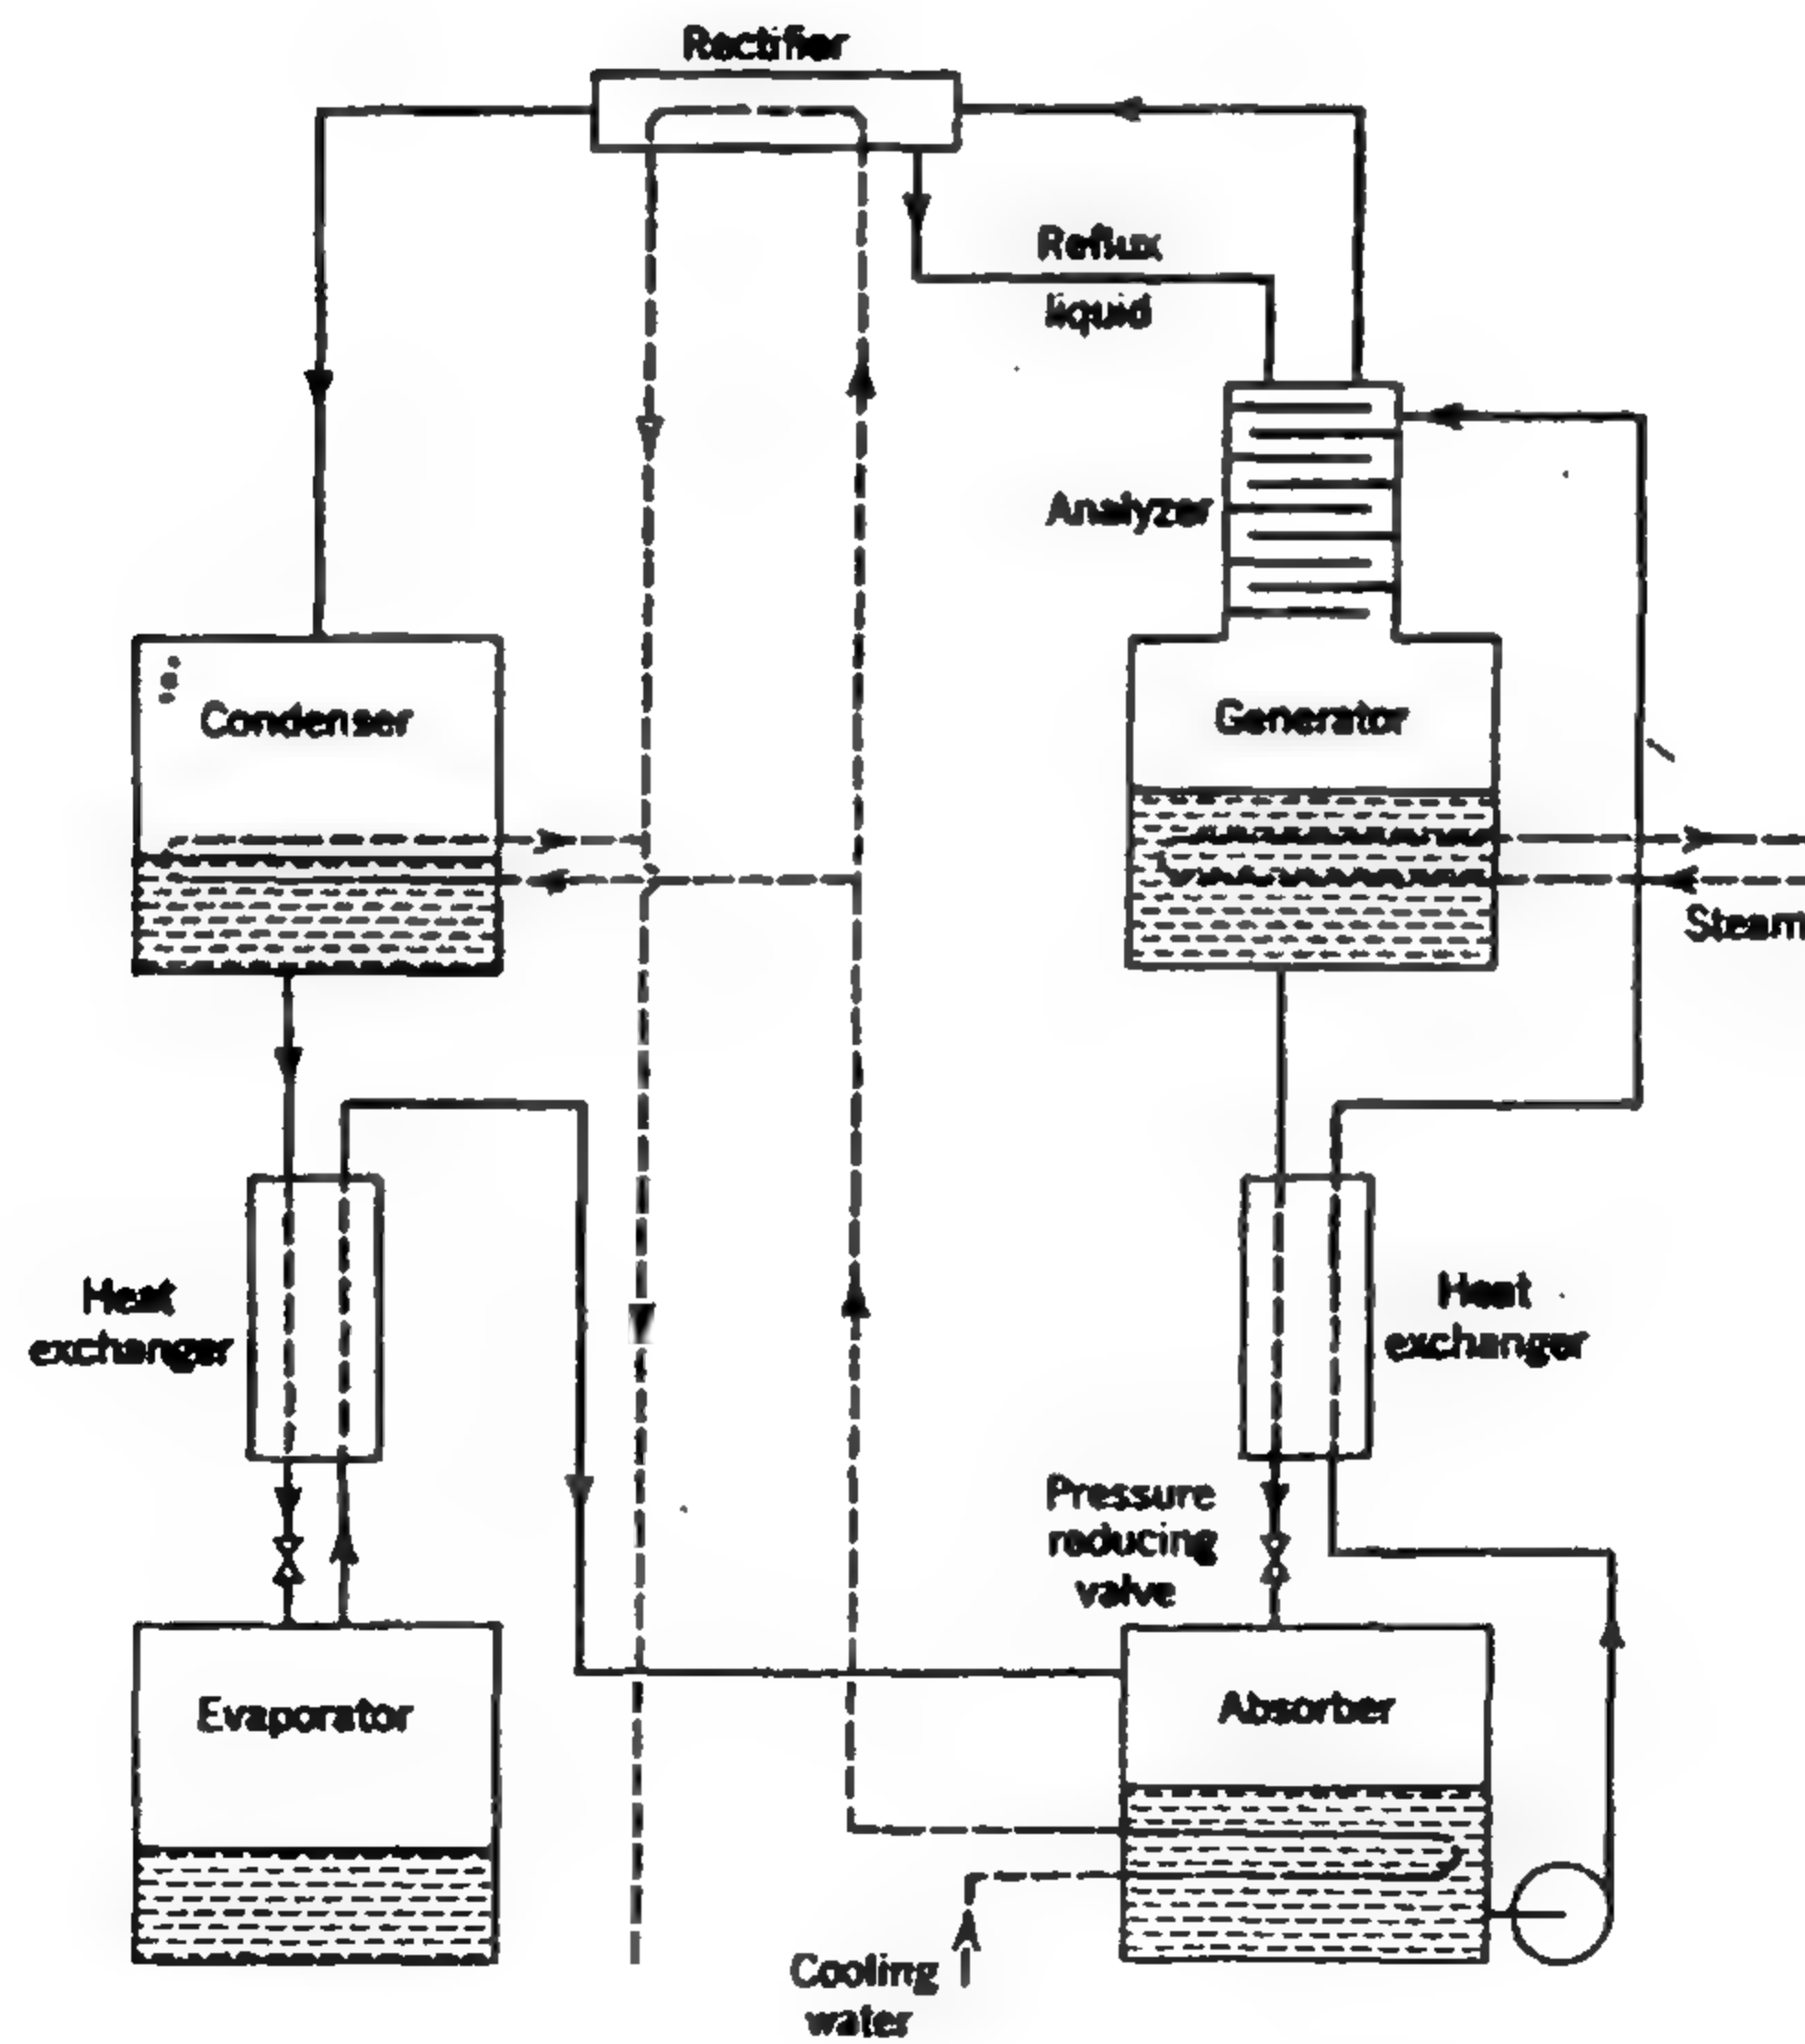 Rectifier
Reflux
liquid
Analyzer
Condenser
Generator
Steam
Heat
exchanger
Heat
exchanger
Pressure
reducing
valve
Evaporator
Absorber
Cooling
water